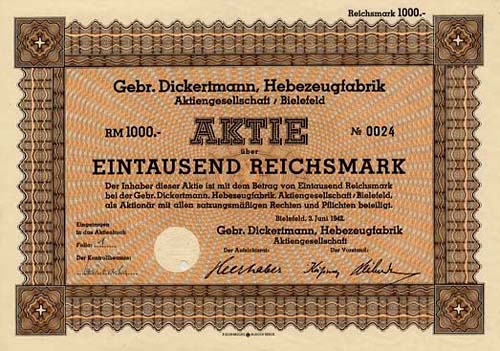 Reichsmark 1000.-
Gebr. Dickertmann, Hebezeugfabrik
Aktiengesellschaft / Bielefeld
RM 1000.- AKTIE № 0024
über
EINTAUSEND REICHSMARK
Der Inhaber dieser Aktie ist mit dem Betrag von Eintausend Reichsmark
bei der Gebr. Dickertmann, Hebezeugfabrik, Aktiengesellschaft / Bielefeld,
als Aktionär mit allen satzungsmäßigen Rechten und Pflichten beteiligt.
Bielefeld, 3. Juni 1942.
Eingetragen
in das Aktienbuch
Folio:
Der Kontrollbeamte:
Gebr. Dickertmann, Hebezeugfabrik
Aktiengesellschaft
Der Aufsichtsrat: Der Vorstand: